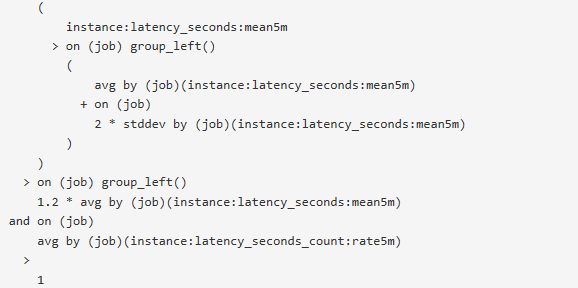 (
instance:latency_seconds:mean5m
> on (job) group_left()
(
avg by (job)(instance:latency_seconds:mean5m)
+ on (job)
2 * stddev by (job)(instance:latency_seconds:mean5m)
)
)
> on (job) group_left()
1.2 * avg by (job)(instance:latency_seconds:mean5m)
and on (job)
avg by (job)(instance:latency_seconds_count:rate5m)
>
1